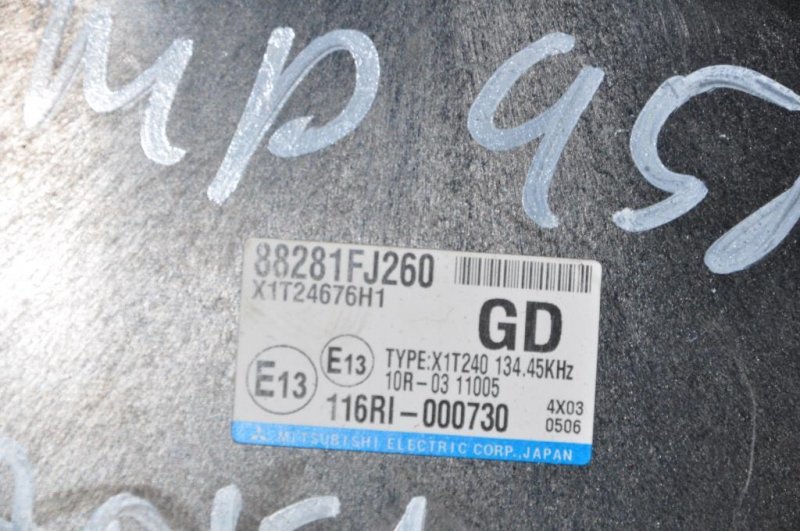 MP 95
88281FJ260
X1T24676H1
GD
E13
E13
TYPE:X1T240 134.45KHz
10R-03 11005
116RI-000730
4X03
0506
MITSUBISHI ELECTRIC CORP.,JAPAN